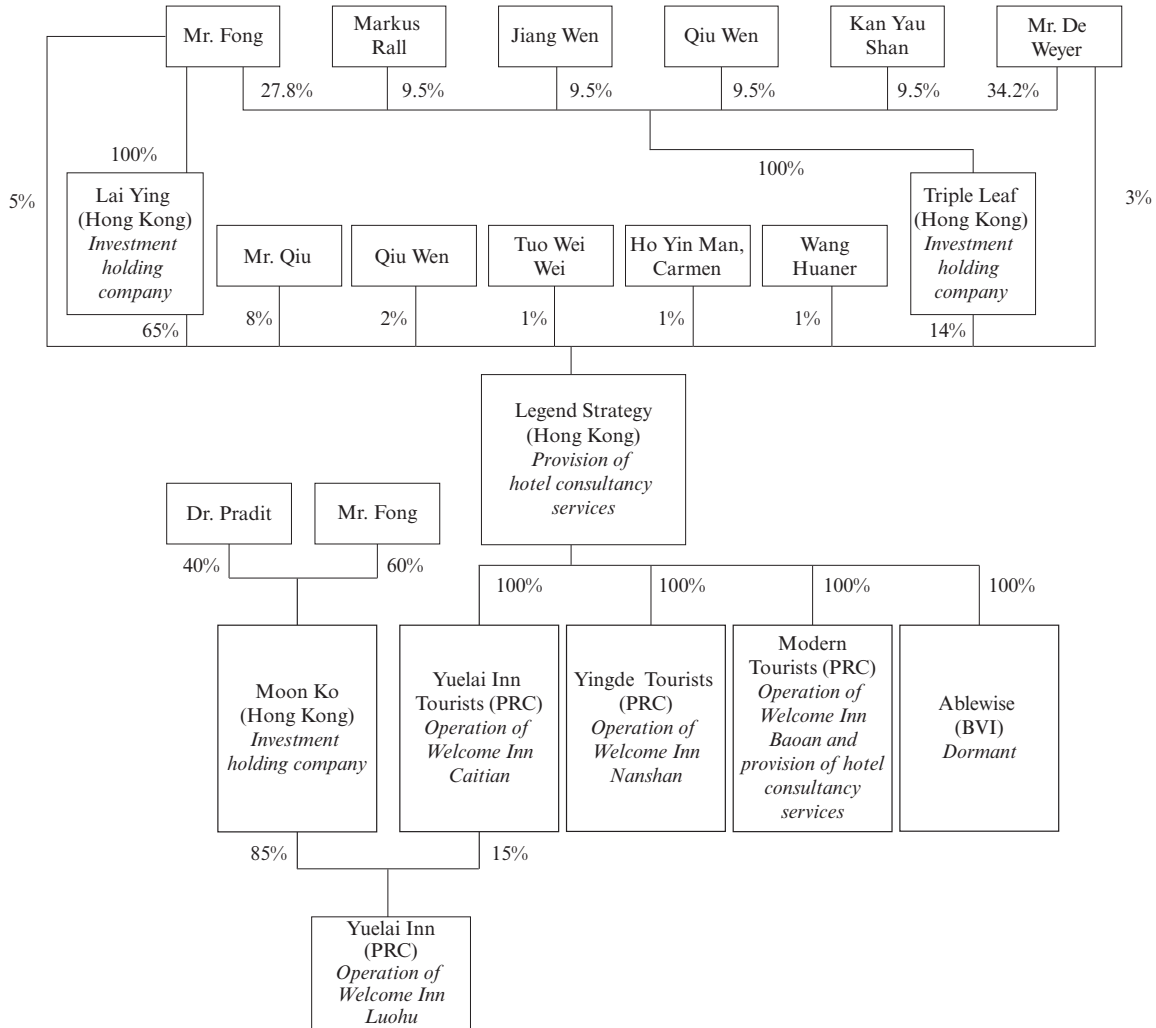 Mr. Fong
Markus
Rall
Jiang Wen
Qiu Wen
Kan Yau
Shan
Mr. De
Weyer
27.8%
9.5%
9.5%
9.5%
9.5%
34.2%
100%
100%
5%
3%
Lai Ying
(Hong Kong)
Investment
holding
company
Triple Leaf
(Hong Kong)
Investment
holding
company
Mr. Qiu
Qiu Wen
Tuo Wei
Wei
Ho Yin Man,
Carmen
Wang
Huaner
65%
8%
2%
1%
1%
1%
14%
Legend Strategy
(Hong Kong)
Provision of
hotel consultancy
services
Dr. Pradit
Mr. Fong
40%
60%
100%
100%
100%
100%
Moon Ko
(Hong Kong)
Investment
holding company
Yuelai Inn
Tourists (PRC)
Operation of
Welcome Inn
Caitian
Yingde Tourists
(PRC)
Operation of
Welcome Inn
Nanshan
Modern
Tourists (PRC)
Operation of
Welcome Inn
Baoan and
provision of hotel
consultancy
services
Ablewise
(BVI)
Dormant
85%
15%
Yuelai Inn
(PRC)
Operation of
Welcome Inn
Luohu